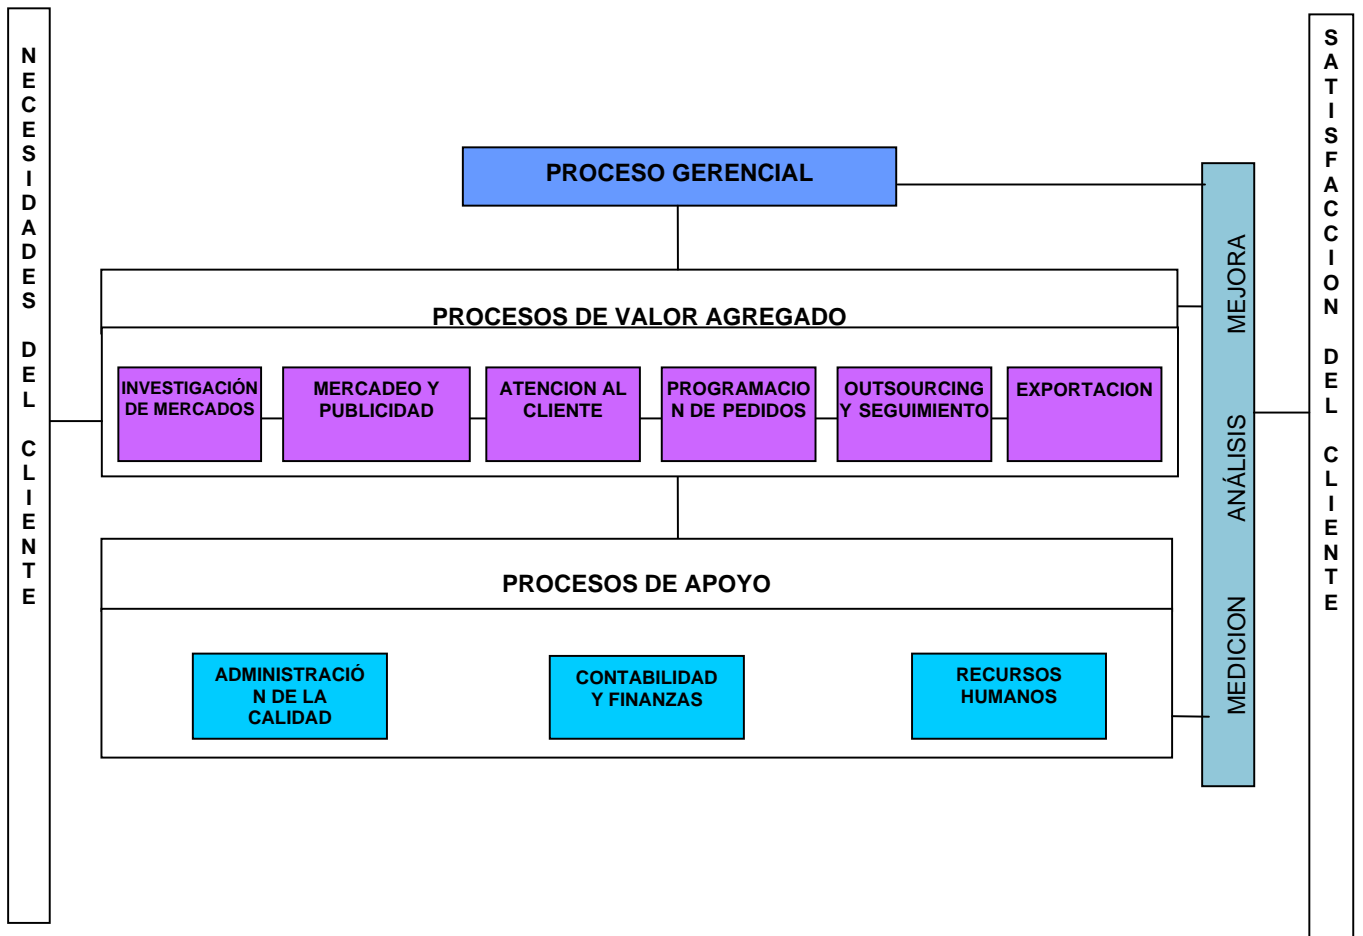 NECESIDADES DEL CLIENTE
PROCESO GERENCIAL
PROCESOS DE VALOR AGREGADO
INVESTIGACIÓN
DE MERCADOS
MERCADEO Y
PUBLICIDAD
ATENCION AL
CLIENTE
PROGRAMACIO
N DE PEDIDOS
OUTSOURCING
Y SEGUIMIENTO
EXPORTACION
PROCESOS DE APOYO
ADMINISTRACIÓ
N DE LA
CALIDAD
CONTABILIDAD
Y FINANZAS
RECURSOS
HUMANOS
MEDICION ANÁLISIS MEJORA
SATISFACCION DEL CLIENTE